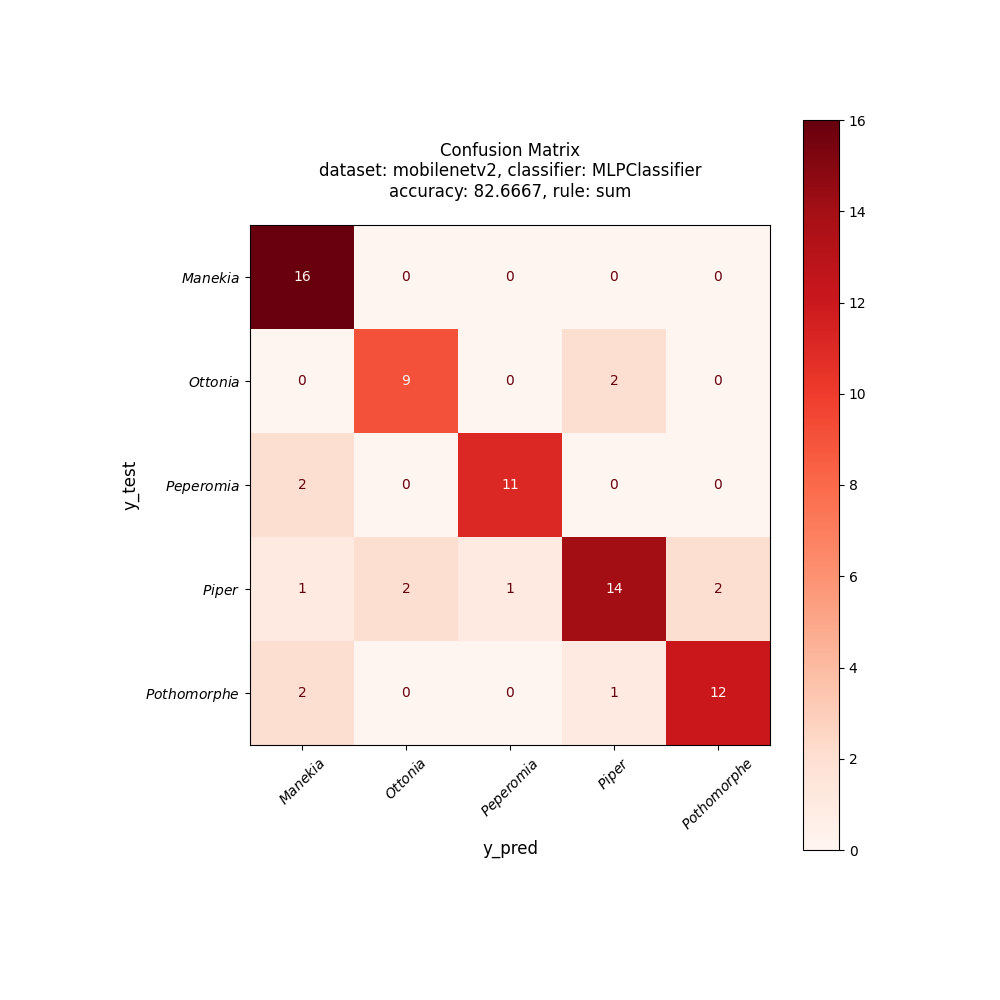 Confusion Matrix
dataset: mobilenetv2, classifier: MLPClassifier
accuracy: 82.6667, rule: sum
y_test
Manekia 16 0 0 0 0
Ottonia 0 9 0 2 0
Peperomia 2 0 11 0 0
Piper 1 2 1 14 2
Pothomorphe 2 0 0 1 12
Manekia Ottonia Peperomia Piper Pothomorphe
y_pred
16
14
12
10
8
6
4
2
0